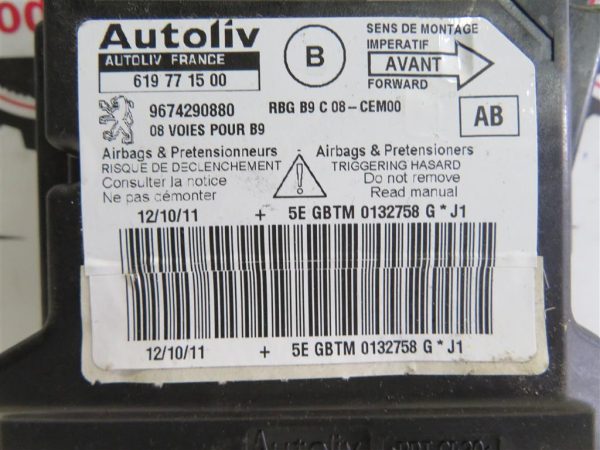 Autoliv
AUTOLIV FRANCE
619 77 15 00
B
SENS DE MONTAGE
IMPERATIF
AVANT
FORWARD
9674290880
RBG B9 C 08-CEM00
08 VOIES POUR B9
AB
Airbags & Pretensionneurs - Airbags & Pretensioners
RISQUE DE DECLENCHEMENT
TRIGGERING HASARD
Consulter la notice
Do not remove
Ne pas démonter
Read manual
12/10/11 + 5E GBTM 0132758 G * J1
12/10/11 + 5E GBTM 0132758 G * J1
Autoliv